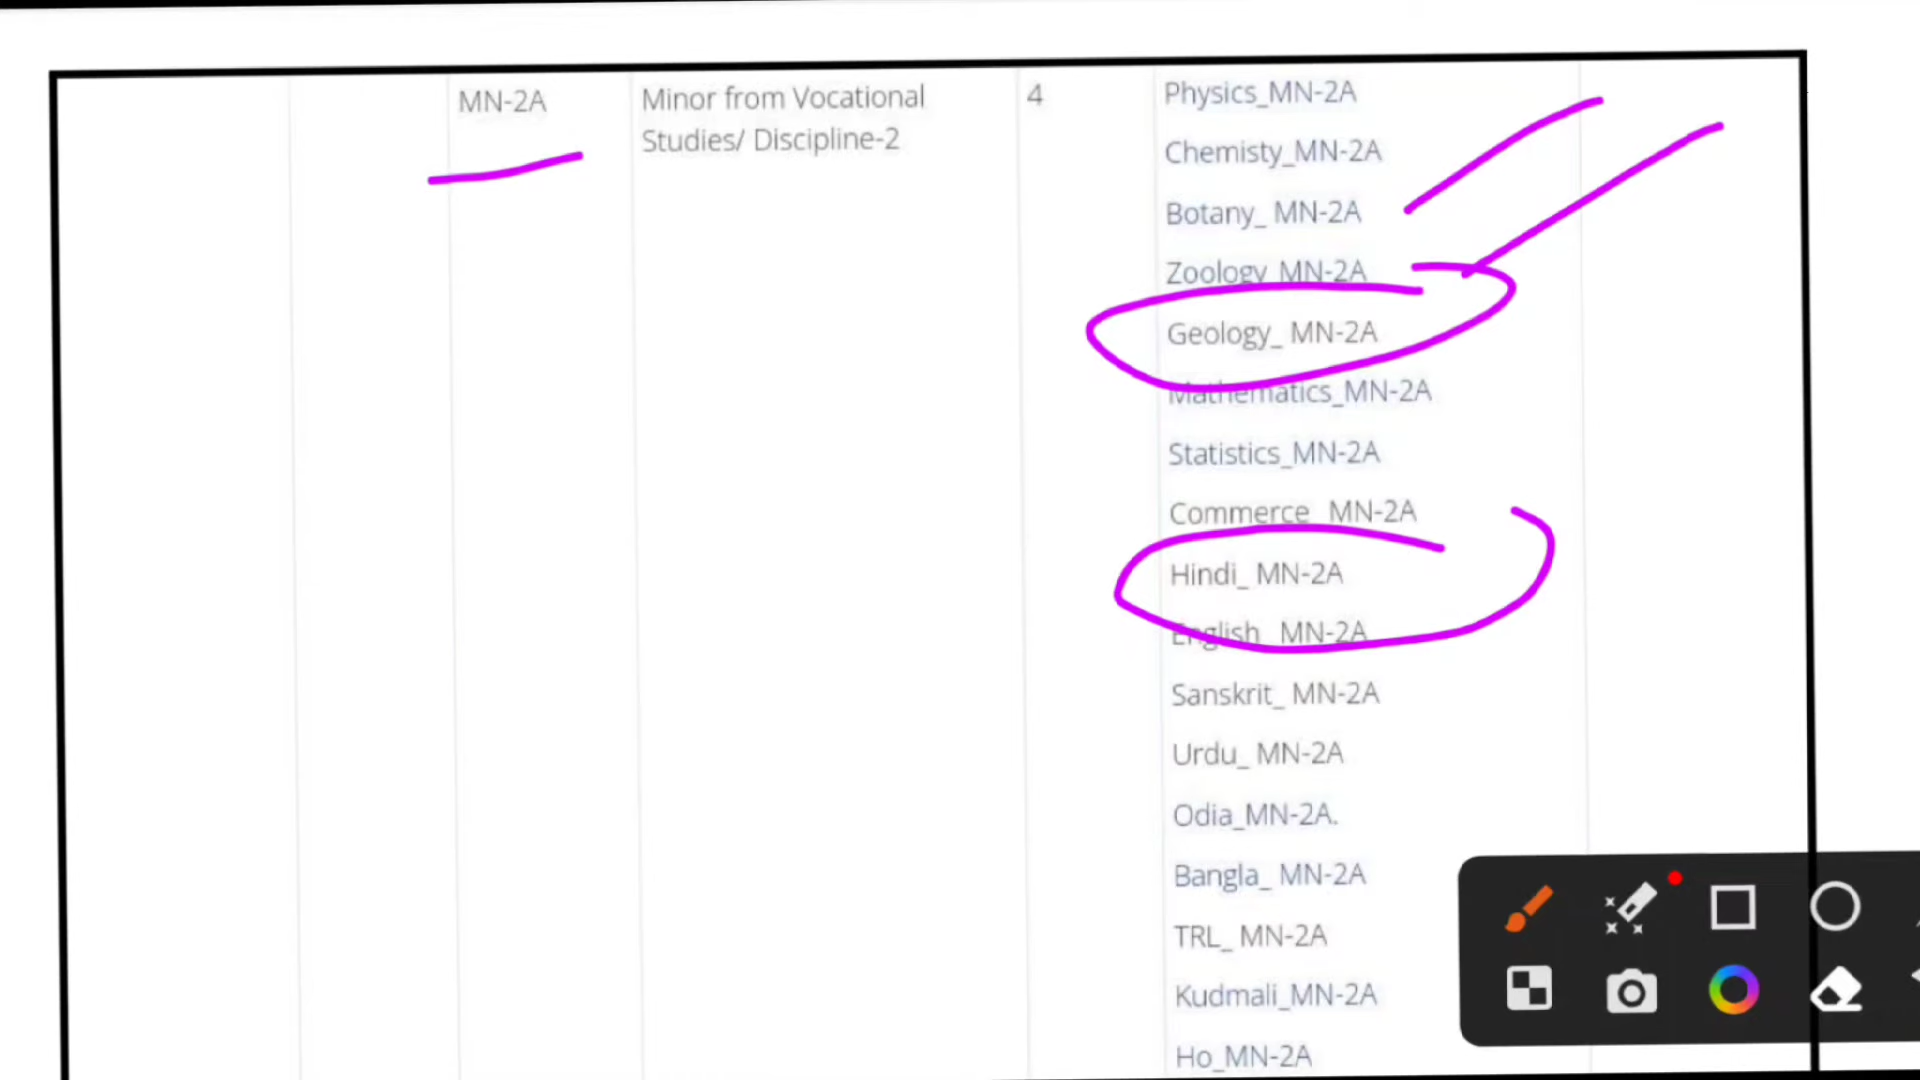 MN-2A
Minor from Vocational
Studies/ Discipline-2
4
Physics_MN-2A
Chemisty_MN-2A
Botany_ MN-2A
Zoology_MN-2A
Geology_ MN-2A
Mathematics_MN-2A
Statistics_MN-2A
Commerce_ MN-2A
Hindi_ MN-2A
English_ MN-2A
Sanskrit_ MN-2A
Urdu_ MN-2A
Odia_MN-2A.
Bangla_ MN-2A
TRL_ MN-2A
Kudmali_MN-2A
Ho_MN-2A